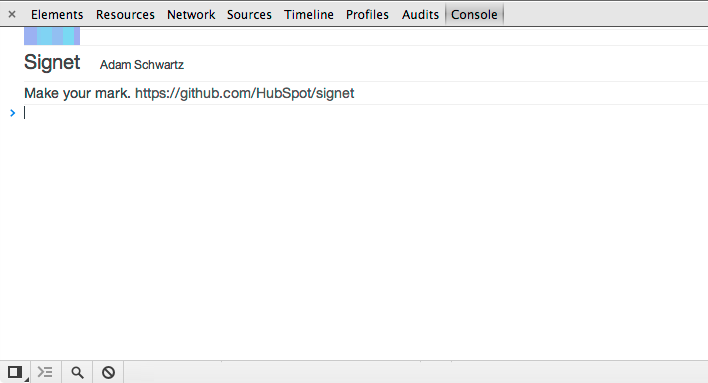 × Elements Resources Network Sources Timeline Profiles Audits Console
Signet Adam Schwartz
Make your mark. https://github.com/HubSpot/signet
>